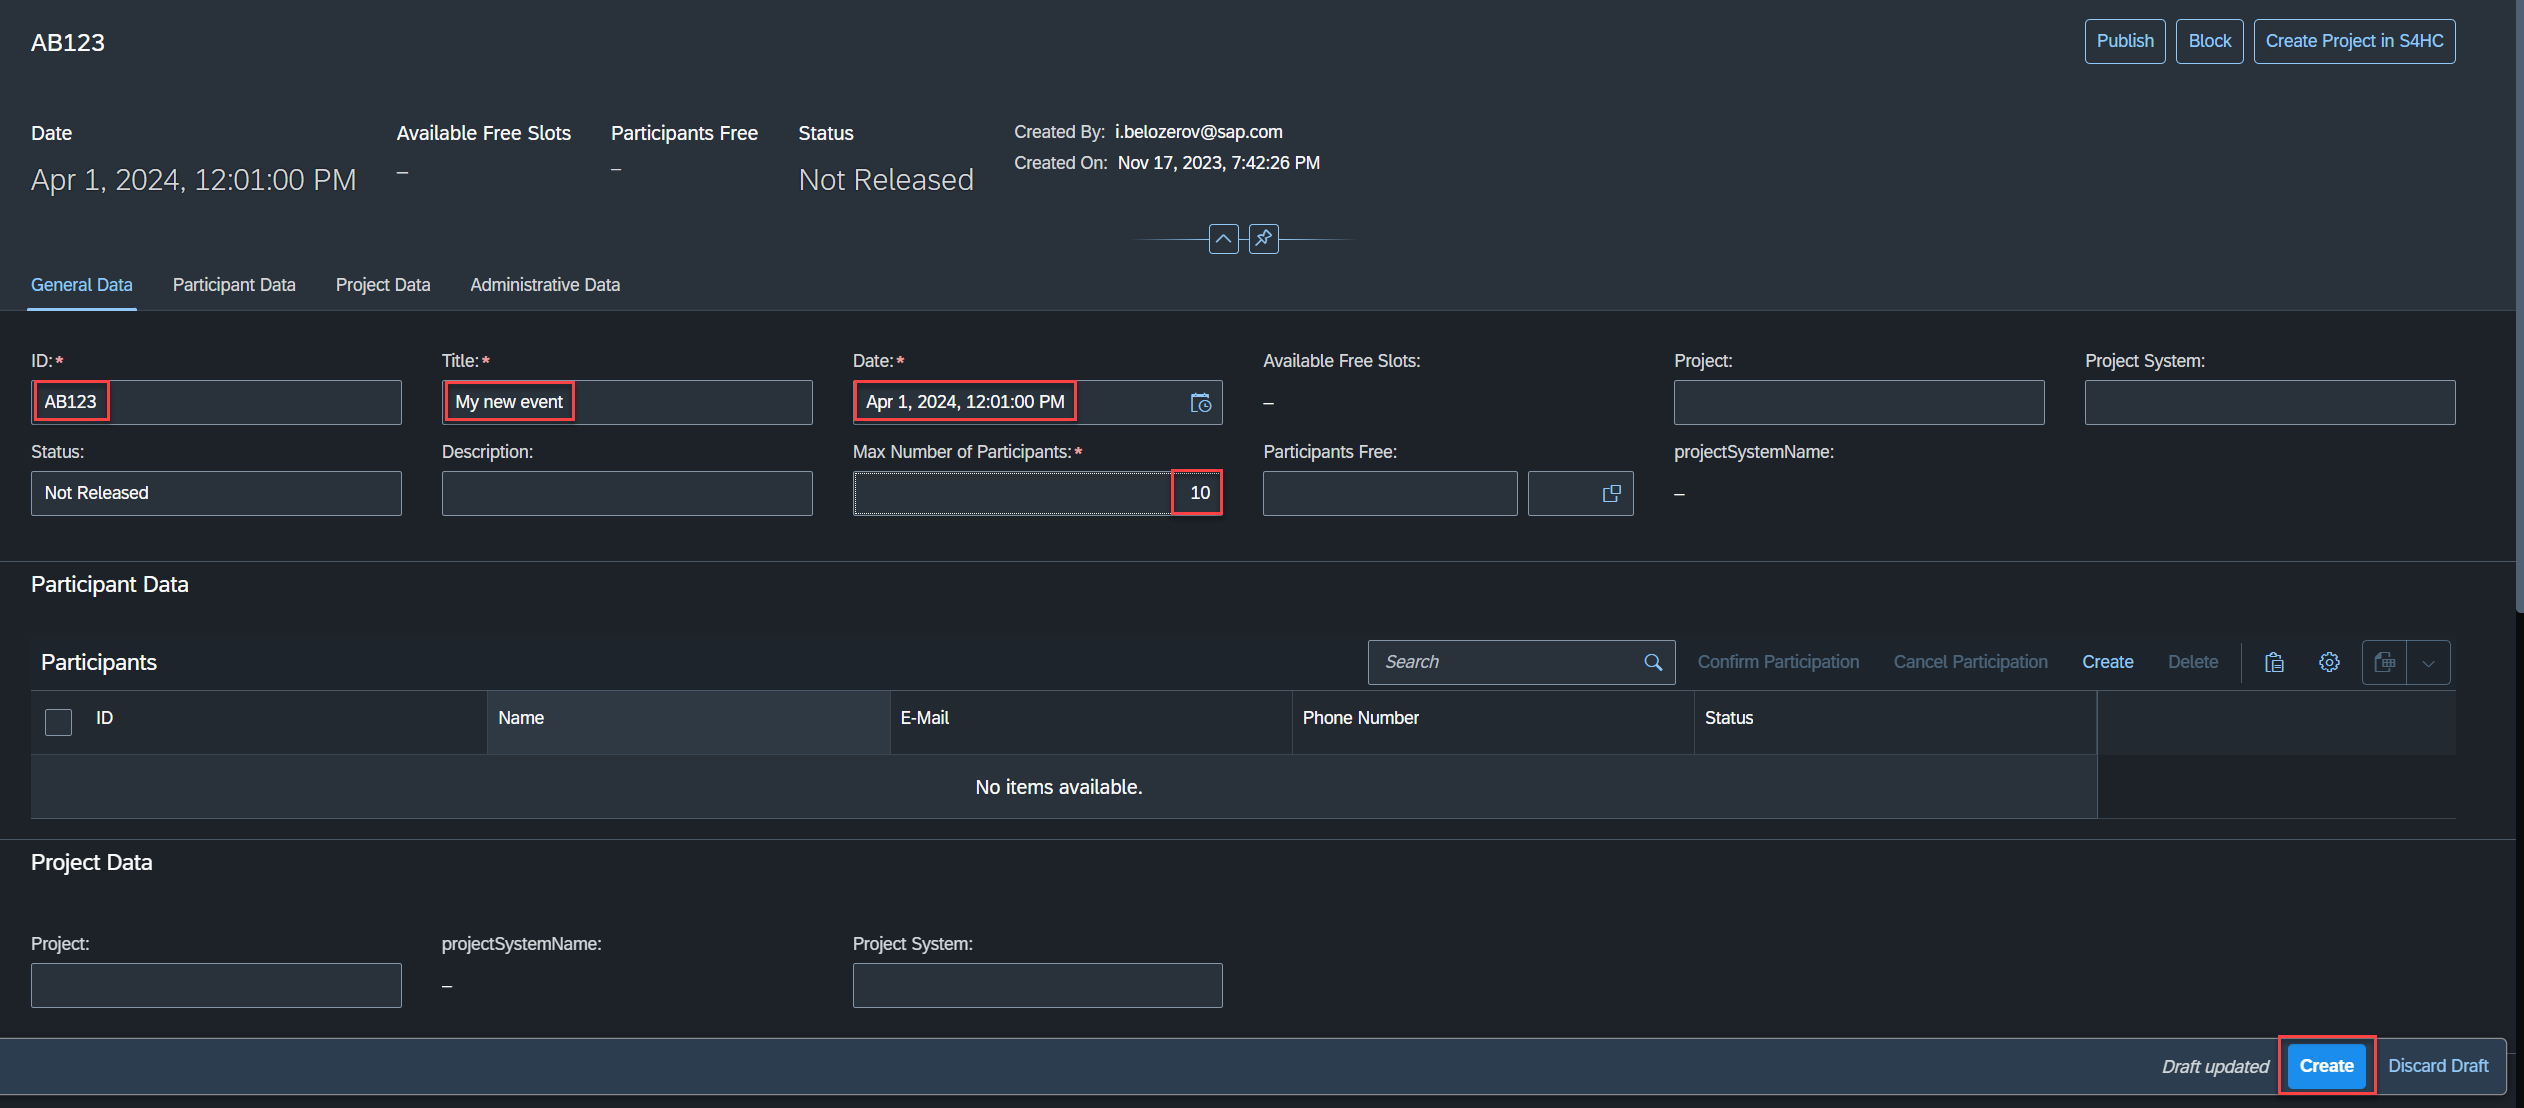 AB123
Publish
Block
Create Project in S4HC
Date
Available Free Slots
Participants Free
Status
Created By: i.belozerov@sap.com
Apr 1, 2024, 12:01:00 PM
–
–
Not Released
Created On: Nov 17, 2023, 7:42:26 PM
General Data
Participant Data
Project Data
Administrative Data
ID:*
Title:*
Date:*
Available Free Slots:
Project:
Project System:
AB123
My new event
Apr 1, 2024, 12:01:00 PM
–
Status:
Description:
Max Number of Participants:*
Participants Free:
projectSystemName:
Not Released
10
–
Participant Data
Participants
Search
Confirm Participation
Cancel Participation
Create
Delete
ID
Name
E-Mail
Phone Number
Status
No items available.
Project Data
Project:
projectSystemName:
Project System:
–
Draft updated
Create
Discard Draft